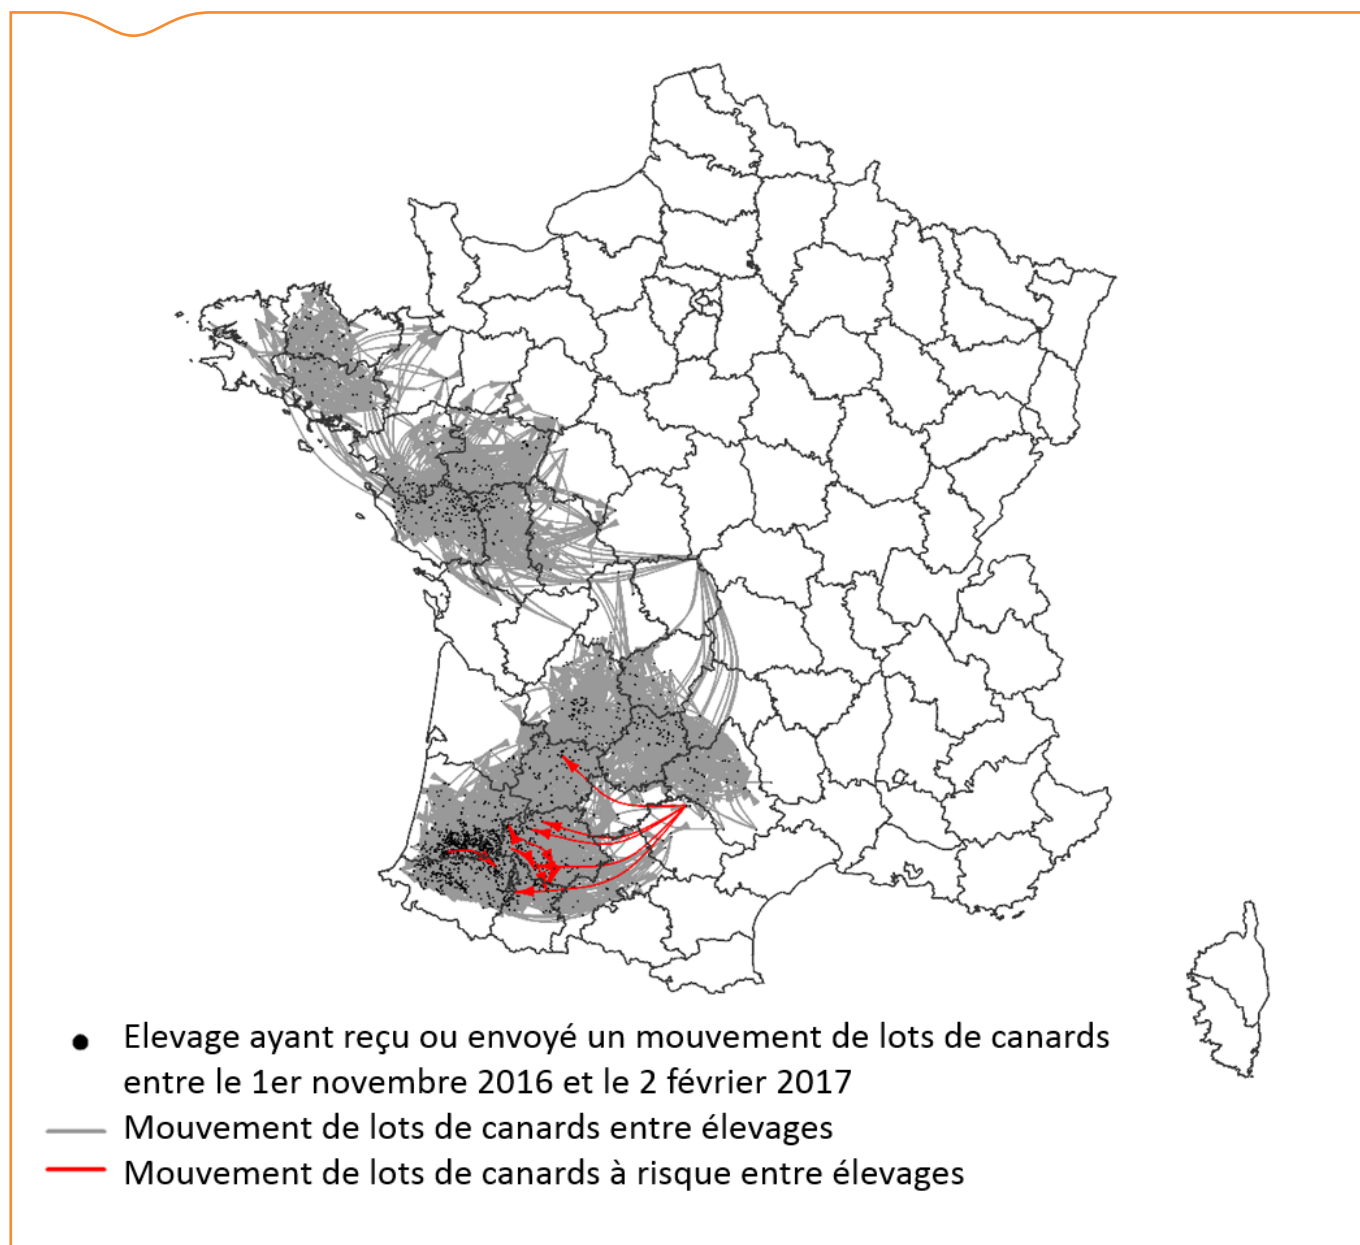 Elevage ayant reçu ou envoyé un mouvement de lots de canards
entre le 1er novembre 2016 et le 2 février 2017
Mouvement de lots de canards entre élevages
Mouvement de lots de canards à risque entre élevages